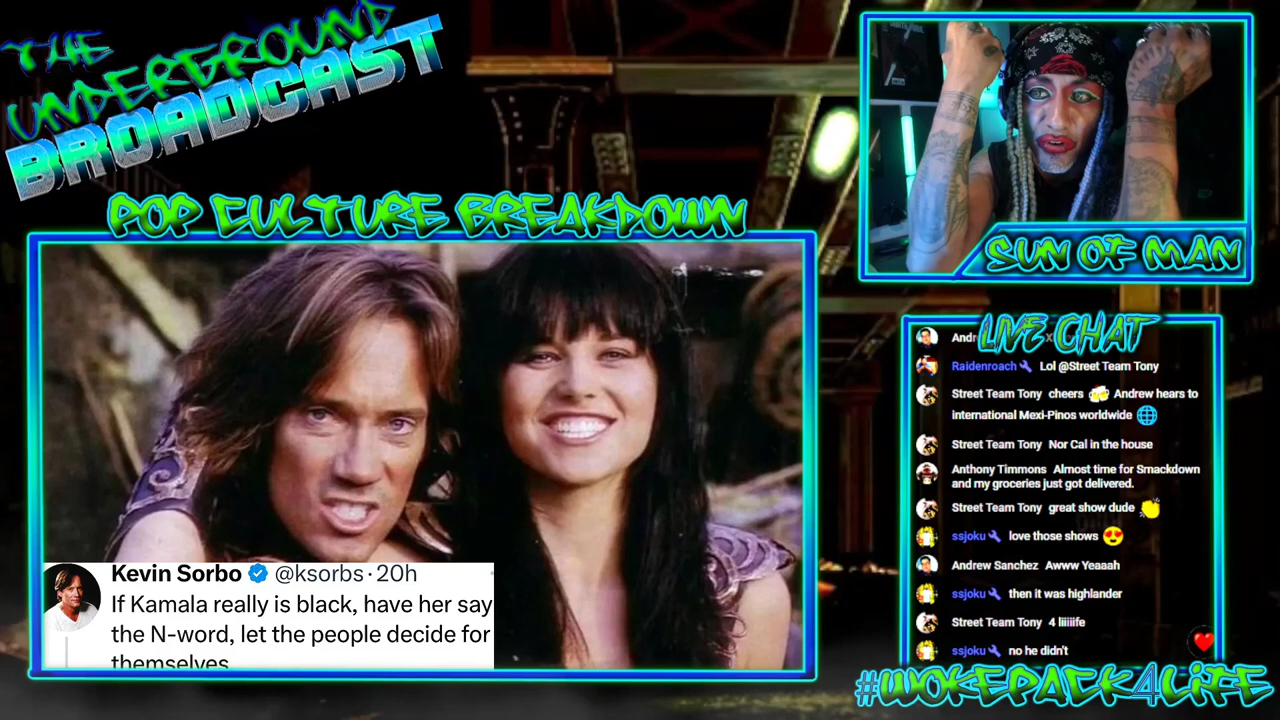 THE
UNDERGROUND
BROADCAST
POP CULTURE BREAKDOWN
SUN OF MAN
LIVE CHAT
Raidenroach Lol @Street Team Tony
Street Team Tony cheers 🍻 Andrew hears to
international Mexi-Pinos worldwide 🌐
Street Team Tony Nor Cal in the house
Anthony Timmons Almost time for Smackdown
and my groceries just got delivered.
Street Team Tony great show dude 👏
ssjoku love those shows 😍
Andrew Sanchez Awww Yeaaah
ssjoku then it was highlander
Street Team Tony 4 liiiiife
ssjoku no he didn't
Kevin Sorbo @ksorbs · 20h
If Kamala really is black, have her say
the N-word, let the people decide for
themselves
#WOKEPACK4LIFE